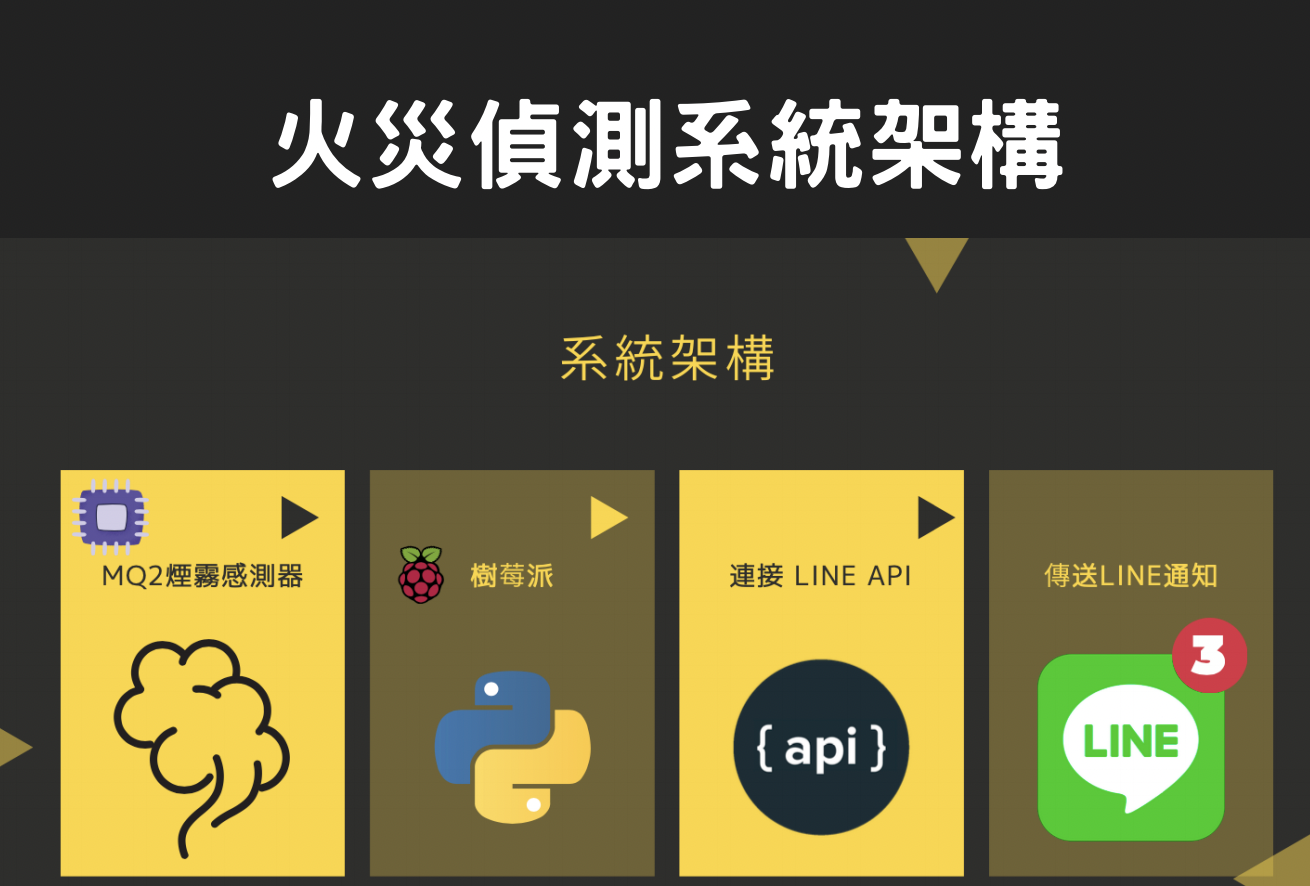 火災偵測系統架構
系統架構
MQ2煙霧感測器
樹莓派
連接 LINE API
傳送LINE通知
{ api }
3
LINE